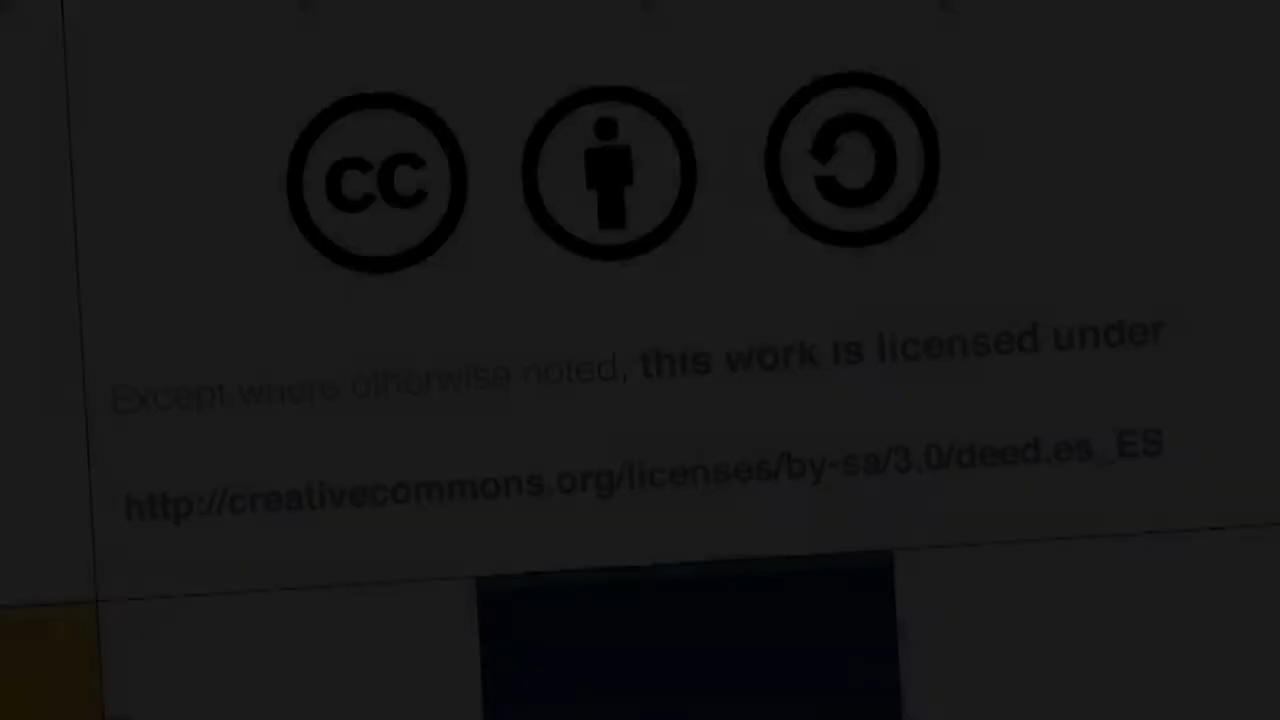 cc
Except where otherwise noted, this work is licensed under
http://creativecommons.org/licenses/by-sa/3.0/deed.es_ES